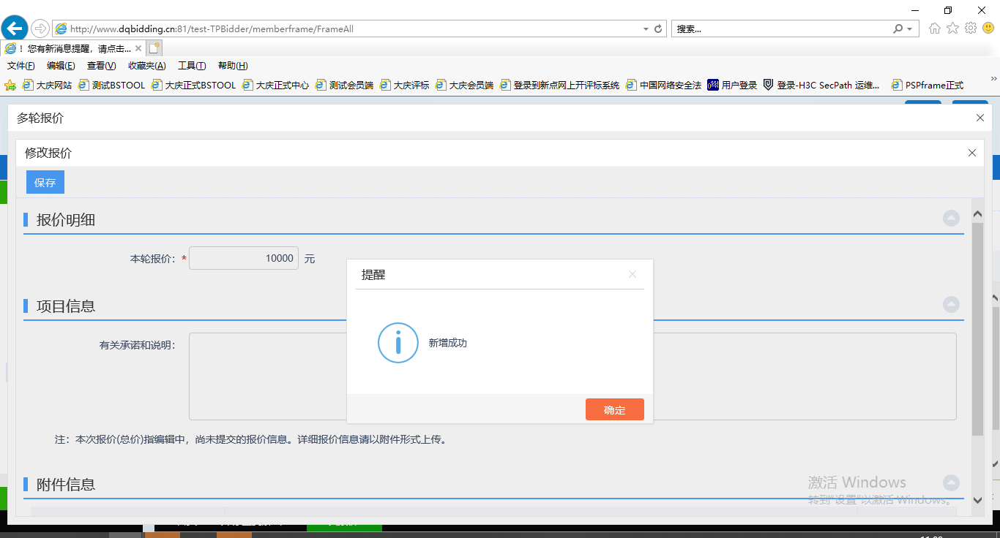 http://www.dqbidding.cn:81/test-TPBidder/memberframe/FrameAll
搜索...
！您有新消息提醒，请点击...
文件(F) 编辑(E) 查看(V) 收藏夹(A) 工具(T) 帮助(H)
大庆网站 测试BSTOOL 大庆正式BSTOOL 大庆正式中心 测试会员端 大庆评标 大庆会员端 登录到新点网上开评标系统 中国网络安全法 用户登录 登录-H3C SecPath 运维... PSPframe正式
多轮报价
修改报价
保存
报价明细
本轮报价：* 10000 元
提醒
项目信息
有关承诺和说明：
新增成功
确定
注：本次报价(总价)指编辑中，尚未提交的报价信息。详细报价信息请以附件形式上传。
附件信息
激活 Windows
转到"设置"以激活 Windows。